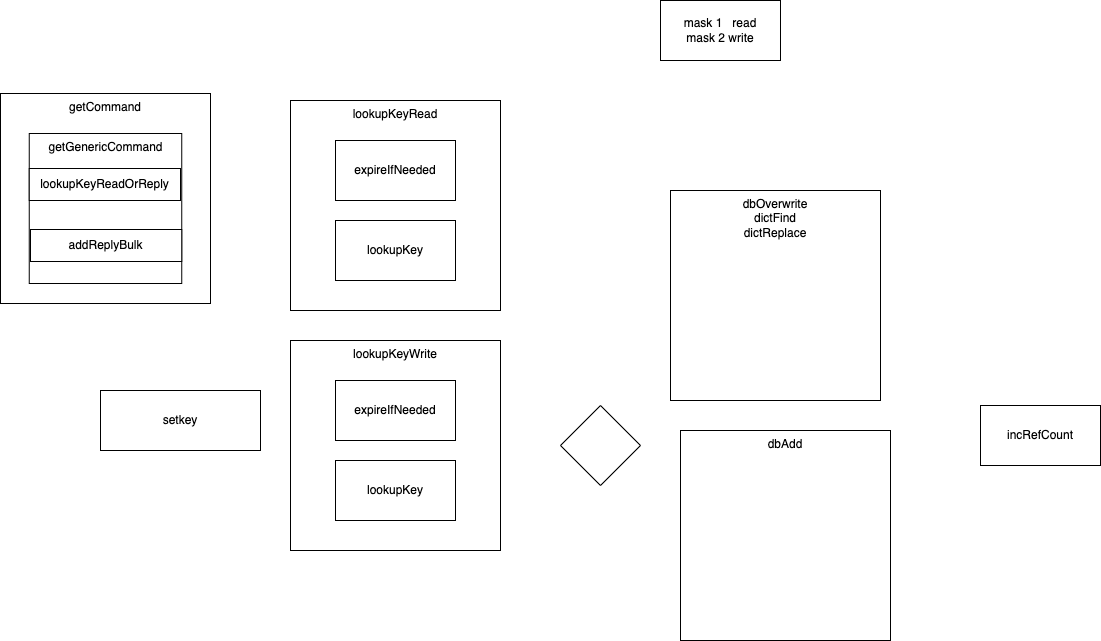 mask 1 read
mask 2 write
getCommand
getGenericCommand
lookupKeyReadOrReply
addReplyBulk
lookupKeyRead
expireIfNeeded
lookupKey
dbOverwrite
dictFind
dictReplace
setkey
lookupKeyWrite
expireIfNeeded
lookupKey
dbAdd
incRefCount